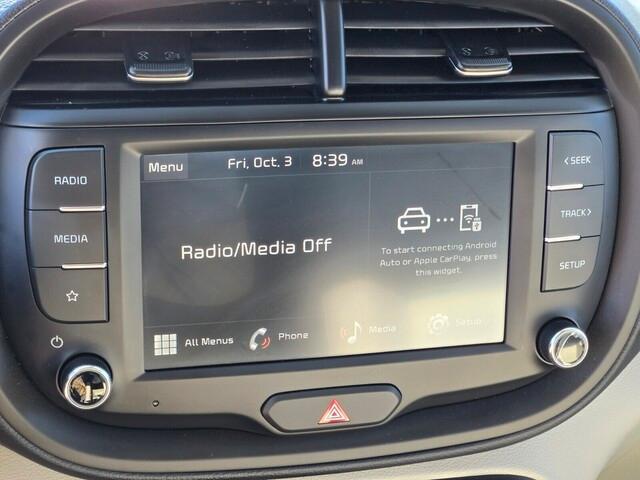 Menu
Fri, Oct. 3
8:39 AM
RADIO
MEDIA
Radio/Media Off
To start connecting Android
Auto or Apple CarPlay, press
this widget.
All Menus
Phone
Media
Setup
< SEEK
TRACK >
SETUP